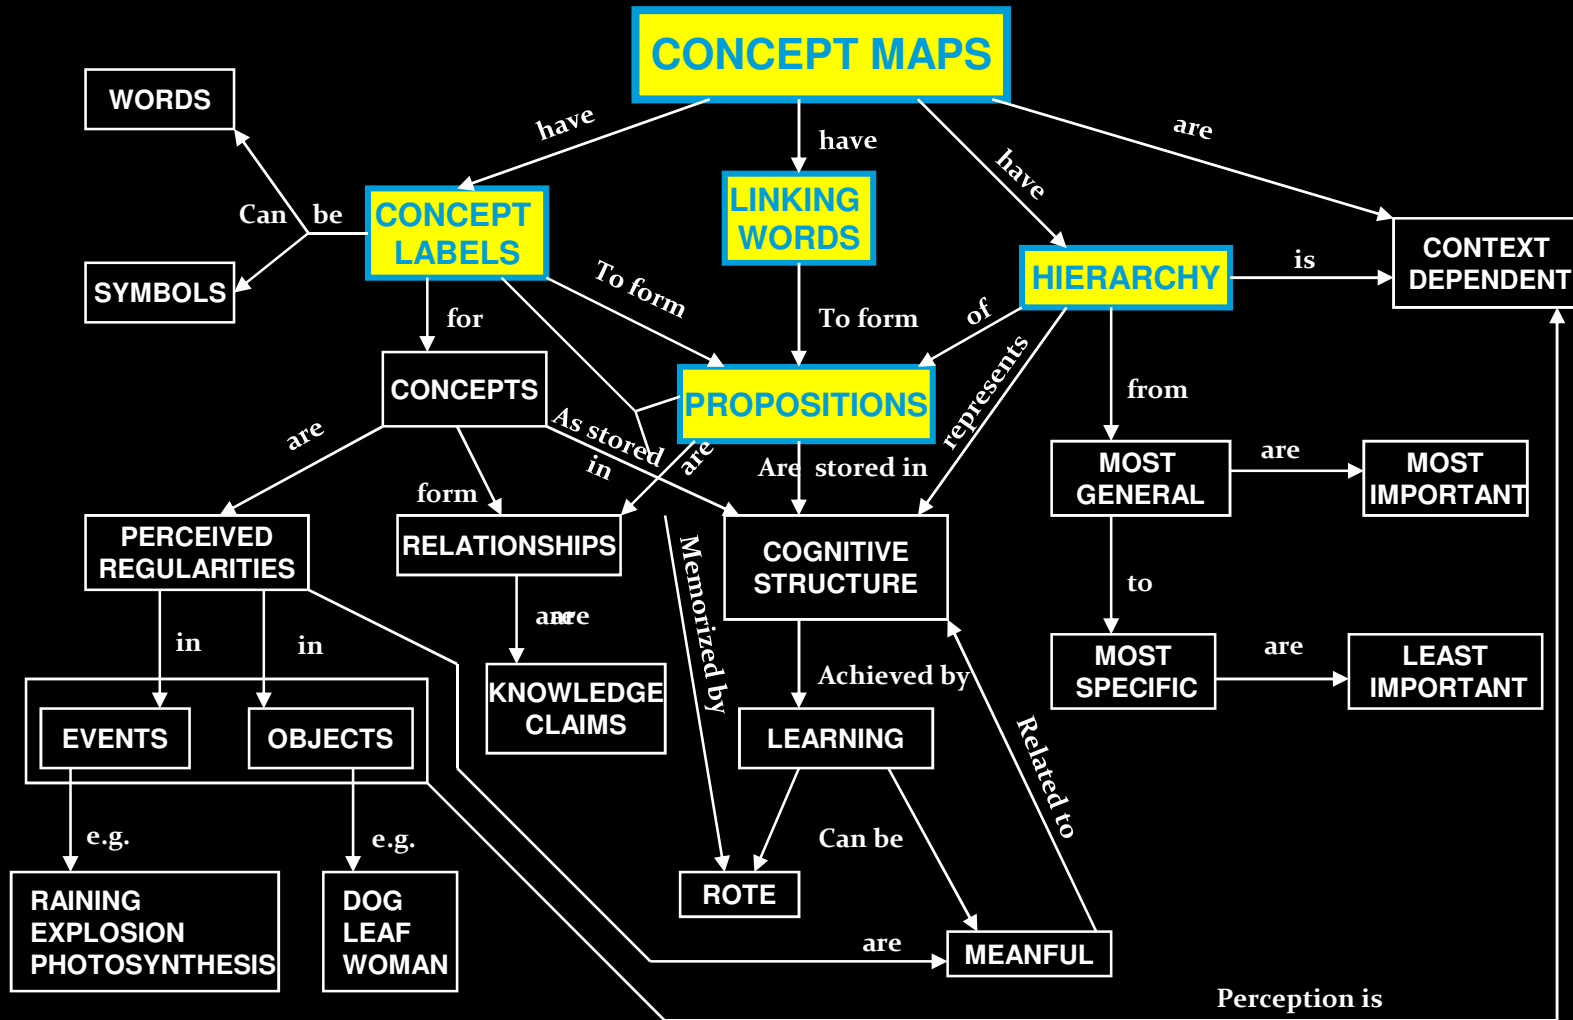 CONCEPT MAPS
WORDS
have
have
have
are
CONCEPT
LABELS
LINKING
WORDS
Can be
SYMBOLS
HIERARCHY
is
CONTEXT
DEPENDENT
for
To form
To form
of
represents
CONCEPTS
PROPOSITIONS
from
are
As stored
in
form
are
Are stored in
MOST
GENERAL
are
MOST
IMPORTANT
PERCEIVED
REGULARITIES
RELATIONSHIPS
COGNITIVE
STRUCTURE
Memorized by
to
in
in
are
are
Achieved by
MOST
SPECIFIC
are
LEAST
IMPORTANT
KNOWLEDGE
CLAIMS
EVENTS
OBJECTS
LEARNING
Related to
e.g.
e.g.
Can be
RAINING
EXPLOSION
PHOTOSYNTHESIS
DOG
LEAF
WOMAN
ROTE
are
MEANFUL
Perception is